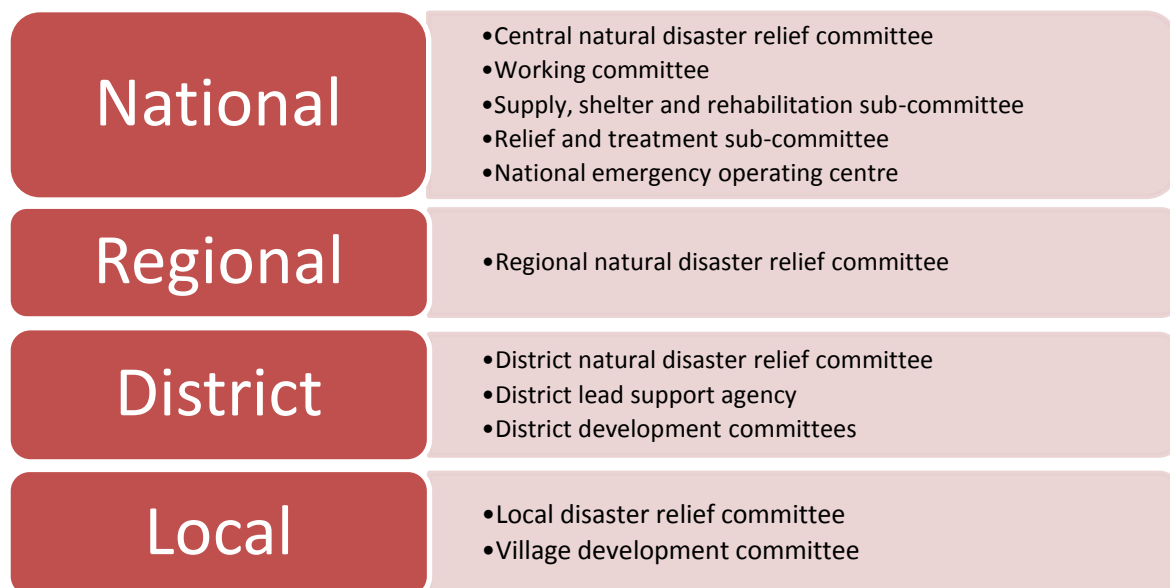 National
•Central natural disaster relief committee
•Working committee
•Supply, shelter and rehabilitation sub-committee
•Relief and treatment sub-committee
•National emergency operating centre
Regional
•Regional natural disaster relief committee
District
•District natural disaster relief committee
•District lead support agency
•District development committees
Local
•Local disaster relief committee
•Village development committee